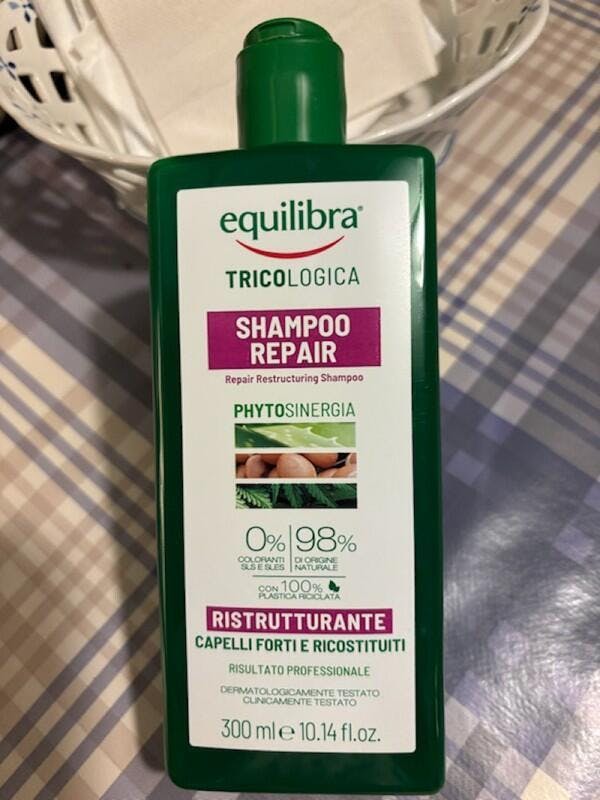 equilibra®
TRICOLOGICA
SHAMPOO
REPAIR
Repair Restructuring Shampoo
PHYTOSINERGIA
0% 98%
COLORANTI DI ORIGINE
SLS E SLES NATURALE
CON 100%
PLASTICA RICICLATA
RISTRUTTURANTE
CAPELLI FORTI E RICOSTITUITI
RISULTATO PROFESSIONALE
DERMATOLOGICAMENTE TESTATO
CLINICAMENTE TESTATO
300 ml ℮ 10.14 fl.oz.